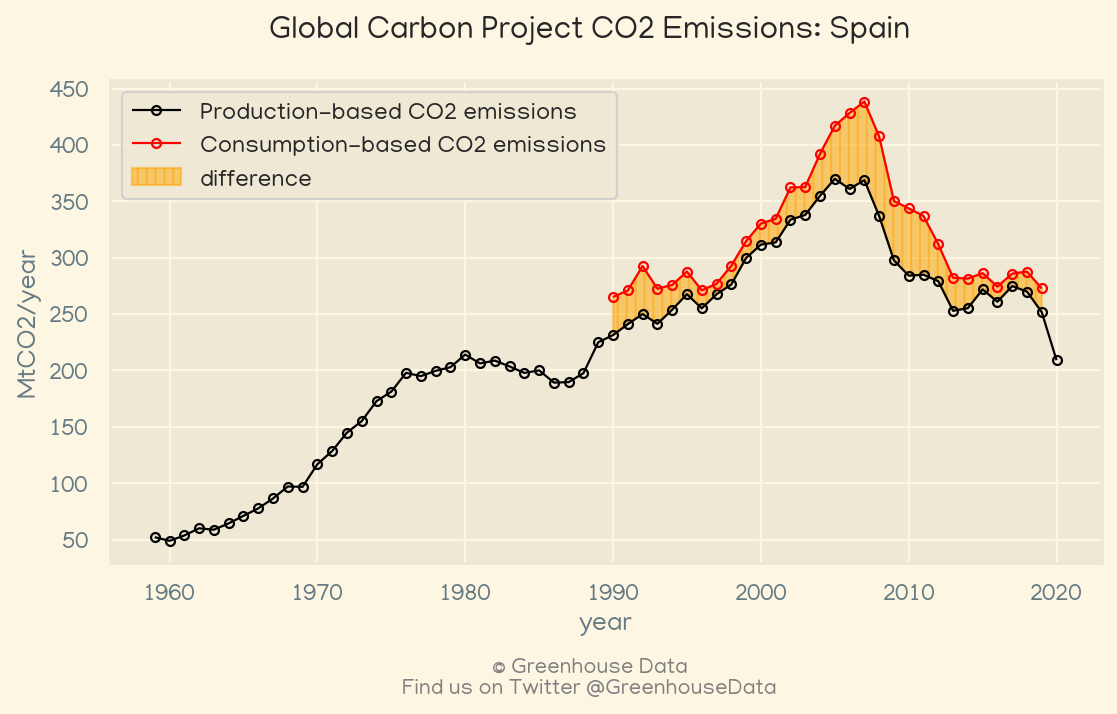 Global Carbon Project CO2 Emissions: Spain
450
400
350
300
250
200
150
100
50
MtCO2/year
Production-based CO2 emissions
Consumption-based CO2 emissions
difference
1960 1970 1980 1990 2000 2010 2020
year
© Greenhouse Data
Find us on Twitter @GreenhouseData